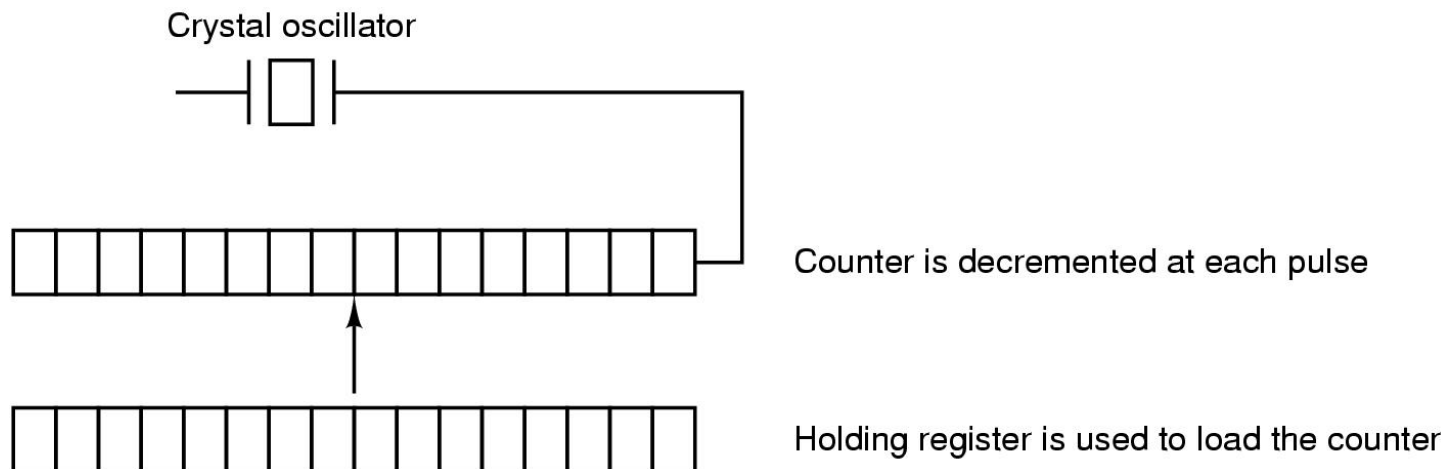 Crystal oscillator
Counter is decremented at each pulse
Holding register is used to load the counter